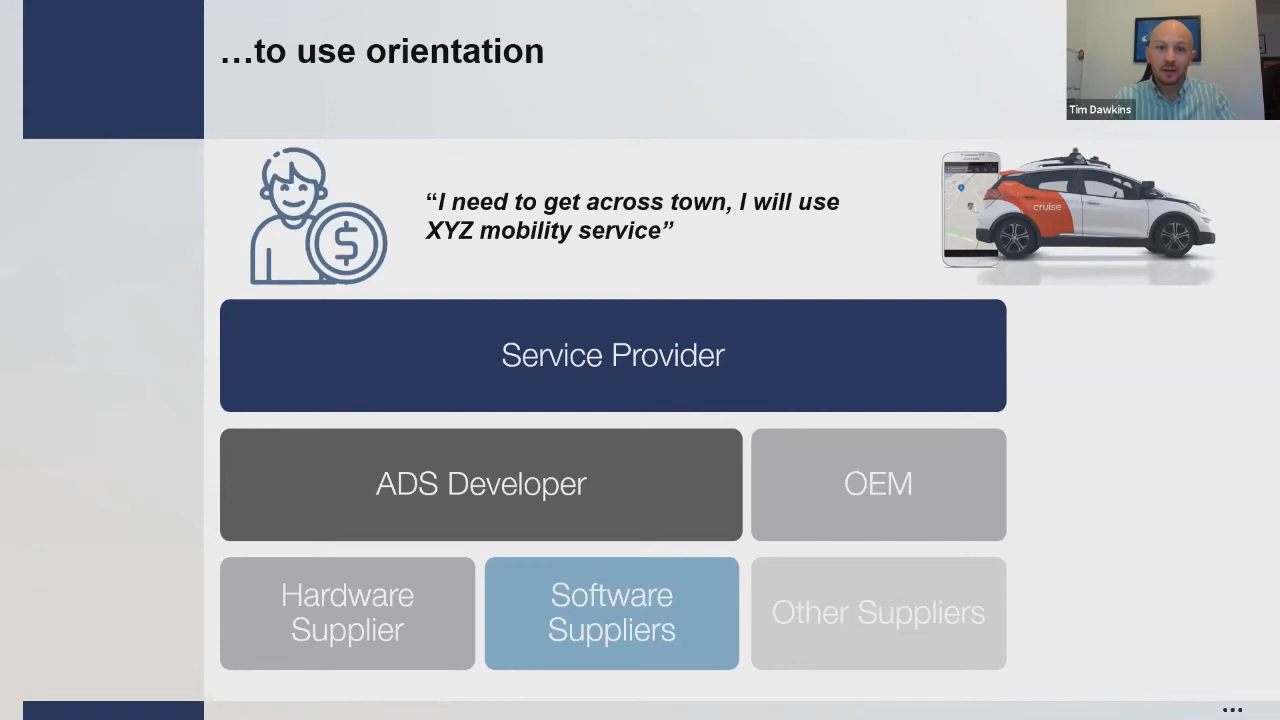 …to use orientation
Tim Dawkins
“I need to get across town, I will use
XYZ mobility service”
cruise
Service Provider
ADS Developer
OEM
Hardware
Supplier
Software
Suppliers
Other Suppliers